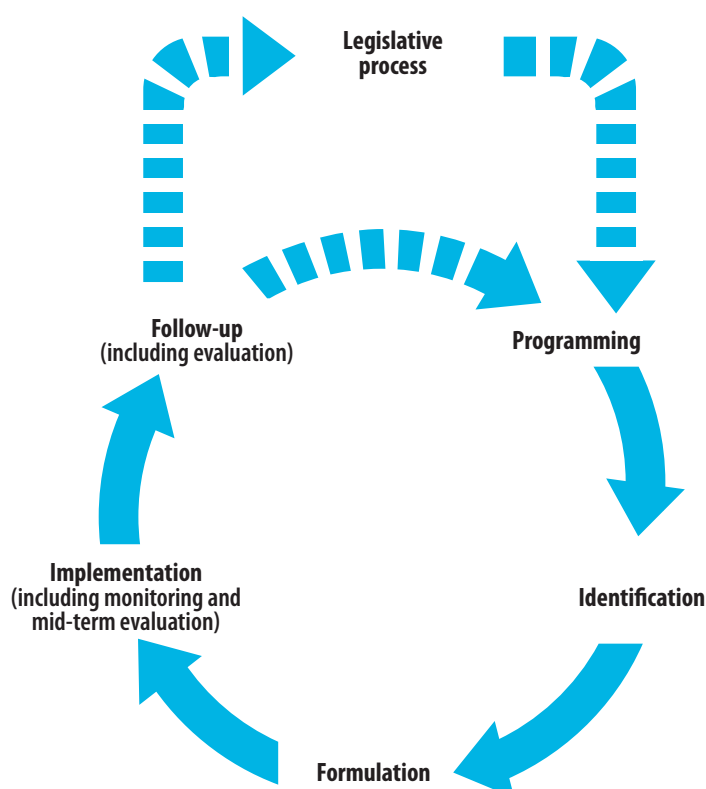 Legislative
process
Follow-up
(including evaluation)
Programming
Implementation
(including monitoring and
mid-term evaluation)
Identification
Formulation